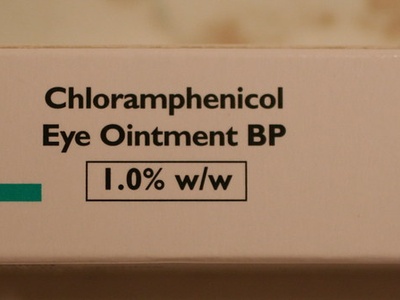 Chloramphenicol
Eye Ointment BP
1.0% w/w